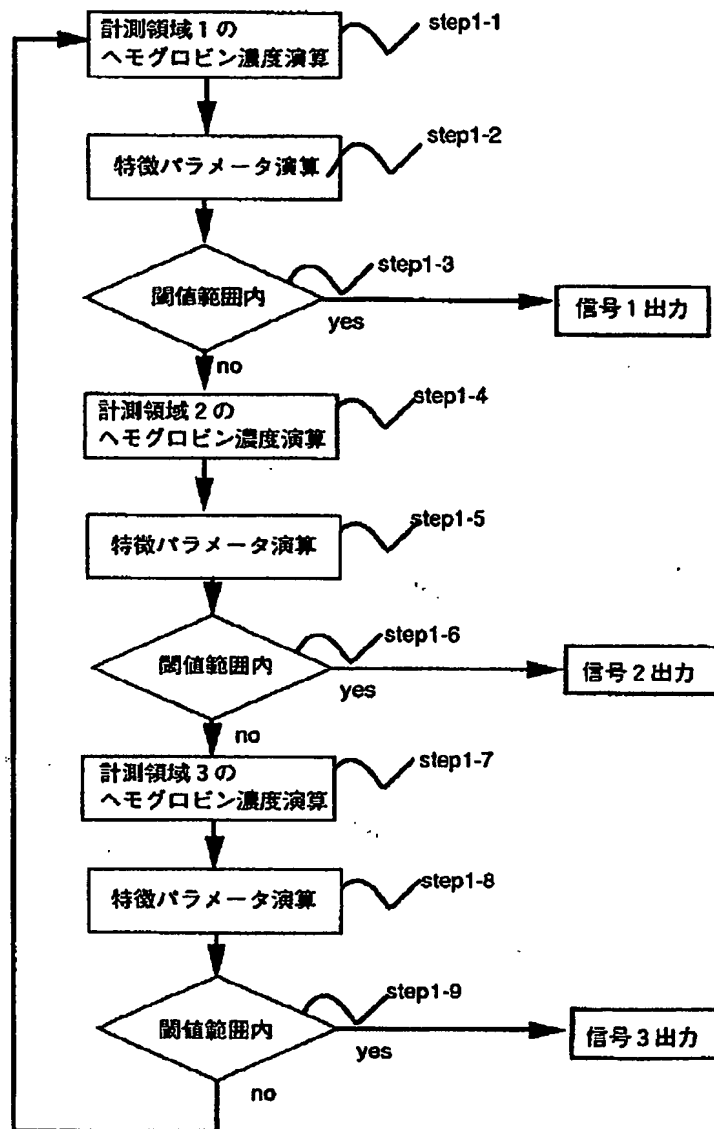 計測領域1の
ヘモグロビン濃度演算
step1-1
特徴パラメータ演算
step1-2
閾値範囲内
step1-3
yes
信号1出力
no
計測領域2の
ヘモグロビン濃度演算
step1-4
特徴パラメータ演算
step1-5
閾値範囲内
step1-6
yes
信号2出力
no
計測領域3の
ヘモグロビン濃度演算
step1-7
特徴パラメータ演算
step1-8
閾値範囲内
step1-9
yes
信号3出力
no